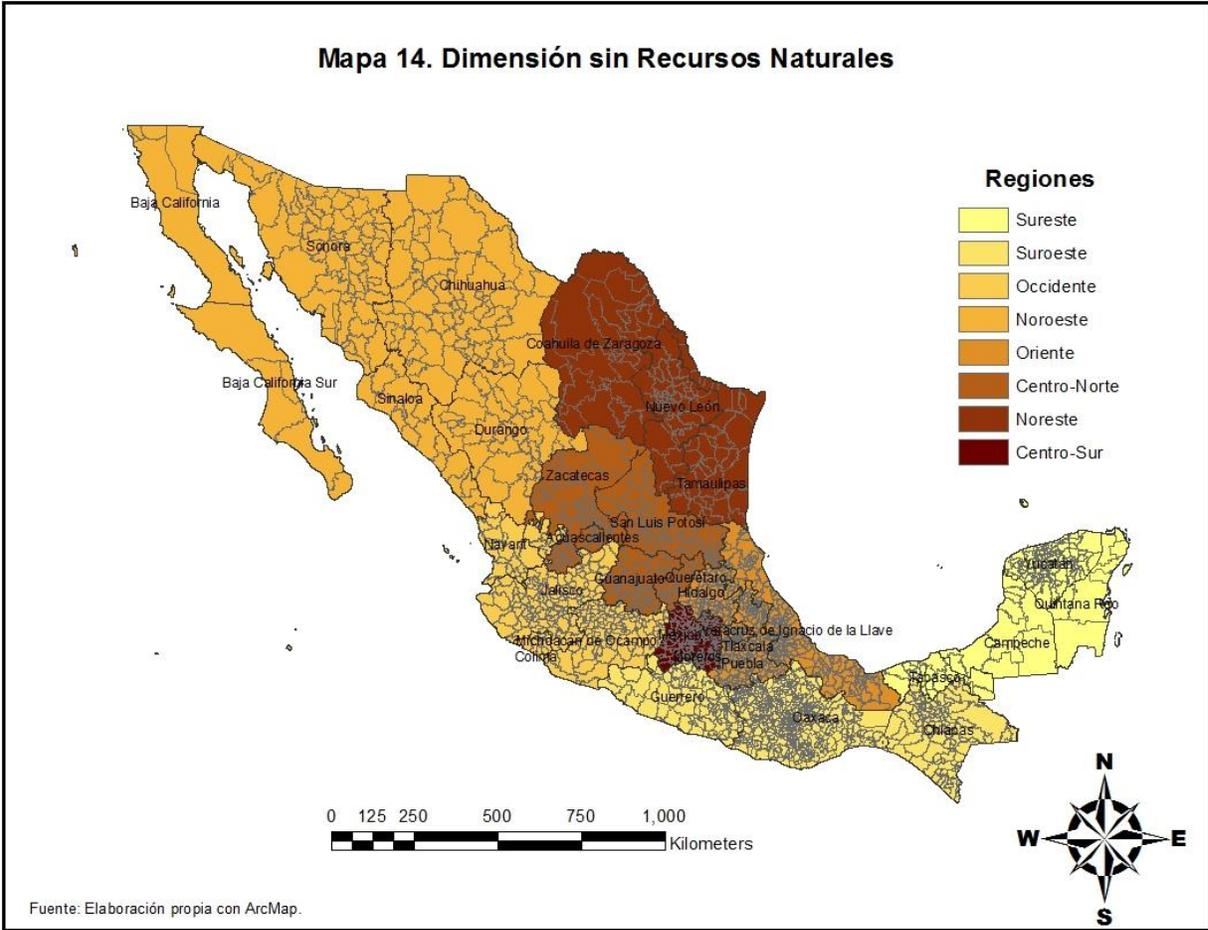 Mapa 14. Dimensión sin Recursos Naturales
Regiones
Sureste
Suroeste
Occidente
Noroeste
Oriente
Centro-Norte
Noreste
Centro-Sur
Baja California
Sonora
Chihuahua
Coahuila de Zaragoza
Baja California Sur
Sinaloa
Nuevo León
Durango
Zacatecas
Tamaulipas
San Luis Potosí
Aguascalientes
Nayarit
Yucatán
Guanajuato
Querétaro
Jalisco
Hidalgo
Quintana Roo
Veracruz de Ignacio de la Llave
Michoacán de Ocampo
México
Campeche
Tlaxcala
Colima
Morelos
Puebla
Tabasco
Guerrero
Oaxaca
Chiapas
0 125 250 500 750 1,000
Kilometers
N
W
E
S
Fuente: Elaboración propia con ArcMap.